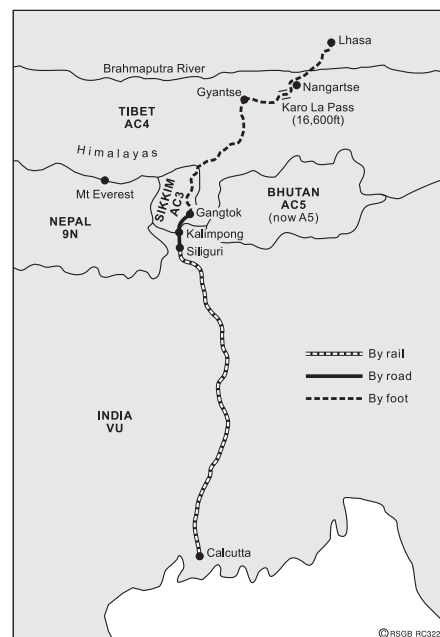 Lhasa
Brahmaputra River
Nangartse
Gyantse
Karo La Pass
(16,600ft)
TIBET
AC4
Himalayas
Mt Everest
SIKKIM
AC3
BHUTAN
AC5
(now A5)
NEPAL
9N
Gangtok
Kalimpong
Siliguri
By rail
By road
By foot
INDIA
VU
Calcutta
©RSGB RC322